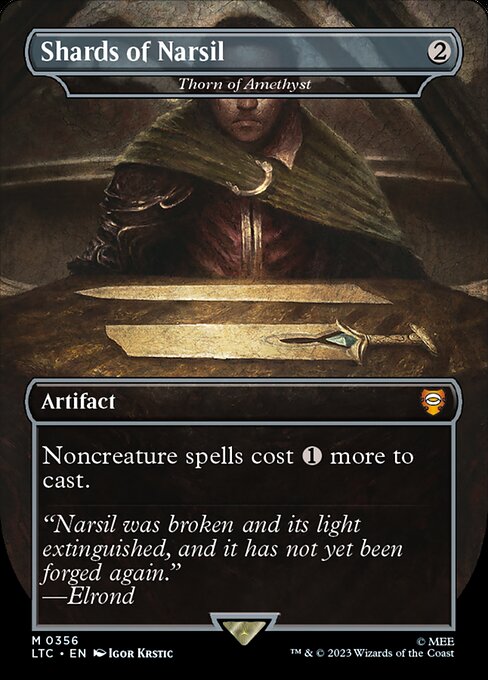 Shards of Narsil 2
Thorn of Amethyst
Artifact
Noncreature spells cost 1 more to
cast.
“Narsil was broken and its light
extinguished, and it has not yet been
forged again.”
—Elrond
M 0356
LTC • EN Igor Krstic
© MEE
™ & © 2023 Wizards of the Coast